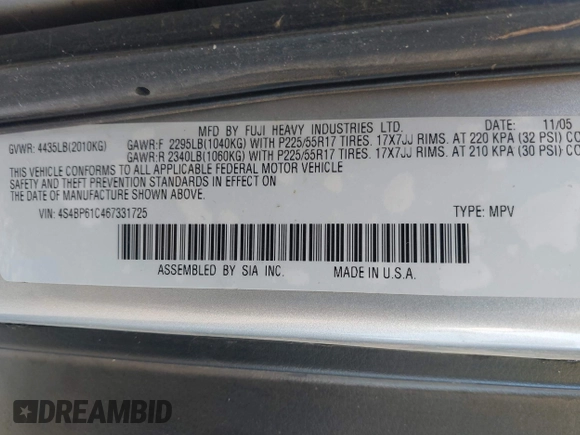 MFD BY FUJI HEAVY INDUSTRIES LTD. DATE: 11/05
GVWR: 4435LB(2010KG) GAWR:F 2295LB(1040KG) WITH P225/55R17 TIRES. 17X7JJ RIMS. AT 220 KPA (32 PSI) COLD
GAWR:R 2340LB(1060KG) WITH P225/55R17 TIRES. 17X7JJ RIMS. AT 210 KPA (30 PSI) CO
THIS VEHICLE CONFORMS TO ALL APPLICABLE FEDERAL MOTOR VEHICLE
SAFETY AND THEFT PREVENTION STANDARDS IN EFFECT ON
THE DATE OF MANUFACTURE SHOWN ABOVE.
VIN: 4S4BP61C467331725 TYPE: MPV
ASSEMBLED BY SIA INC. MADE IN U.S.A.
DREAMBID